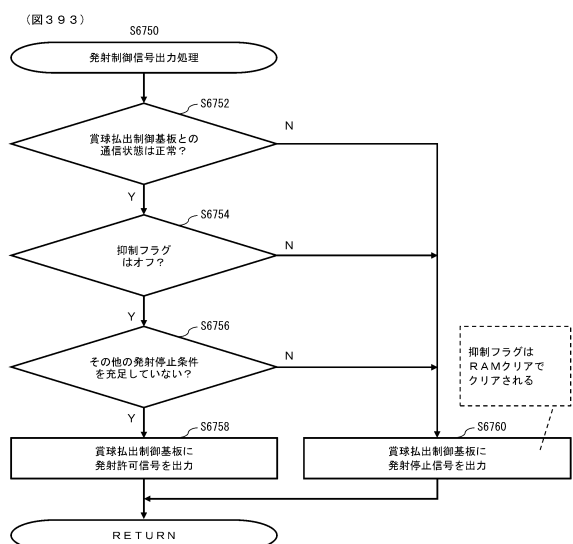 (図393)
S6750
発射制御信号出力処理
S6752
賞球払出制御基板との
通信状態は正常？
N
Y
S6754
抑制フラグ
はオフ？
N
Y
S6756
その他の発射停止条件
を充足していない？
N
Y
抑制フラグは
RAMクリアで
クリアされる
S6758
賞球払出制御基板に
発射許可信号を出力
S6760
賞球払出制御基板に
発射停止信号を出力
RETURN